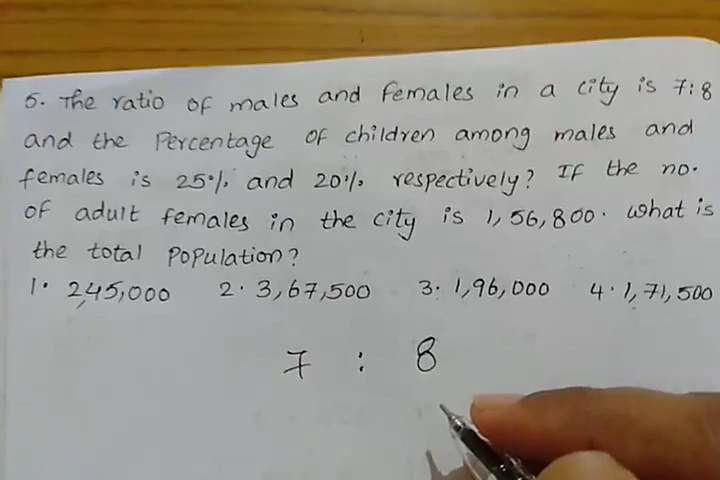 5. The ratio of males and females in a city is 7:8
and the Percentage of children among males and
females is 25% and 20% respectively? If the no.
of adult females in the city is 1,56,800. what is
the total population?
1. 245,000 2. 3,67,500 3. 1,96,000 4. 1,71,500
7 : 8